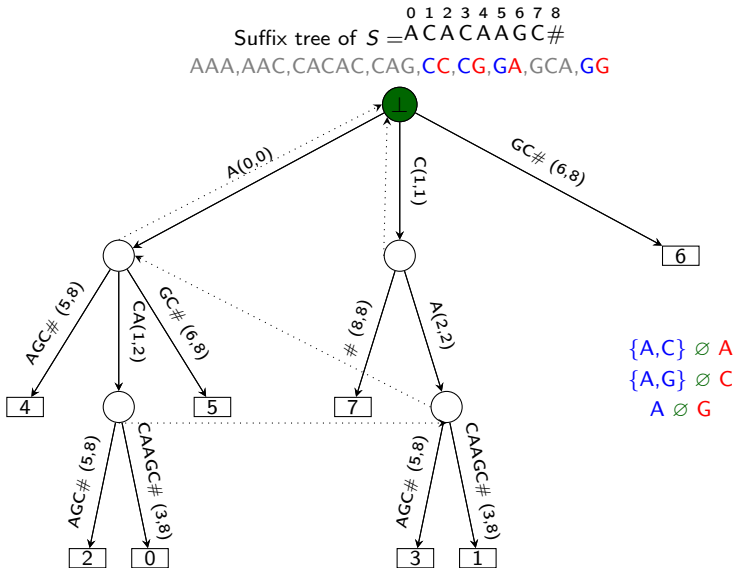 0 1 2 3 4 5 6 7 8
Suffix tree of S = ACACAAGC#
AAA,AAC,CACAC,CAG,CC,CG,GA,GCA,GG
⊥
A(0,0)
C(1,1)
GC# (6,8)
6
AGC# (5,8)
CA(1,2)
GC# (6,8)
# (8,8)
A(2,2)
{A,C} ∅ A
{A,G} ∅ C
A ∅ G
4
5
7
AGC# (5,8)
CAAGC# (3,8)
AGC# (5,8)
CAAGC# (3,8)
2
0
3
1